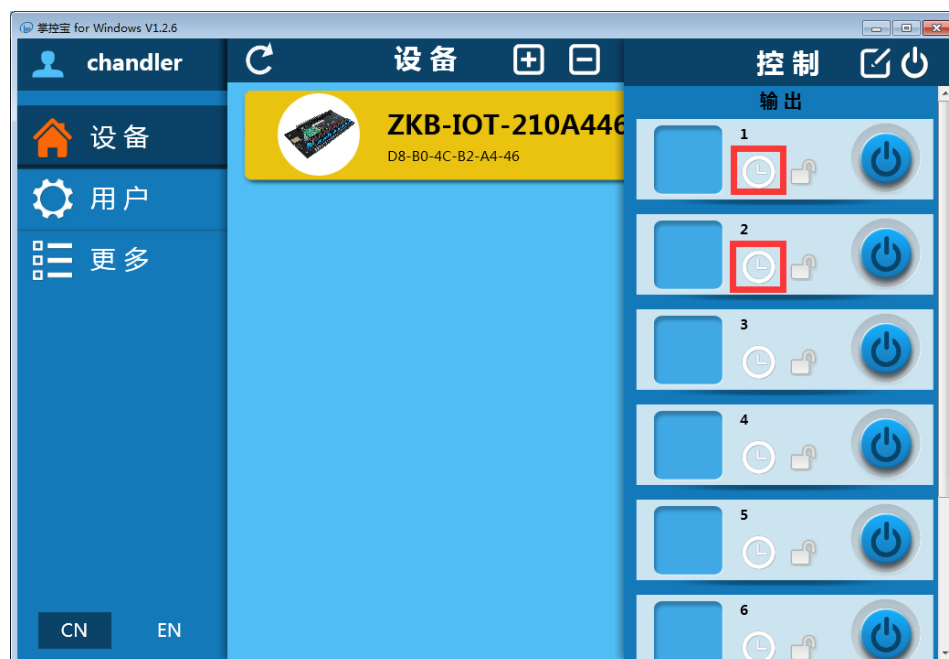 掌控宝 for Windows V1.2.6
chandler
设备
用户
更多
CN EN
设备
ZKB-IOT-210A446
D8-B0-4C-B2-A4-46
控制
输出
1
2
3
4
5
6